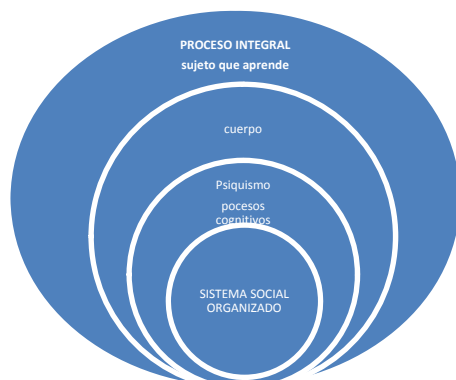 PROCESO INTEGRAL
sujeto que aprende
cuerpo
Psiquismo
pocesos
cognitivos
SISTEMA SOCIAL
ORGANIZADO